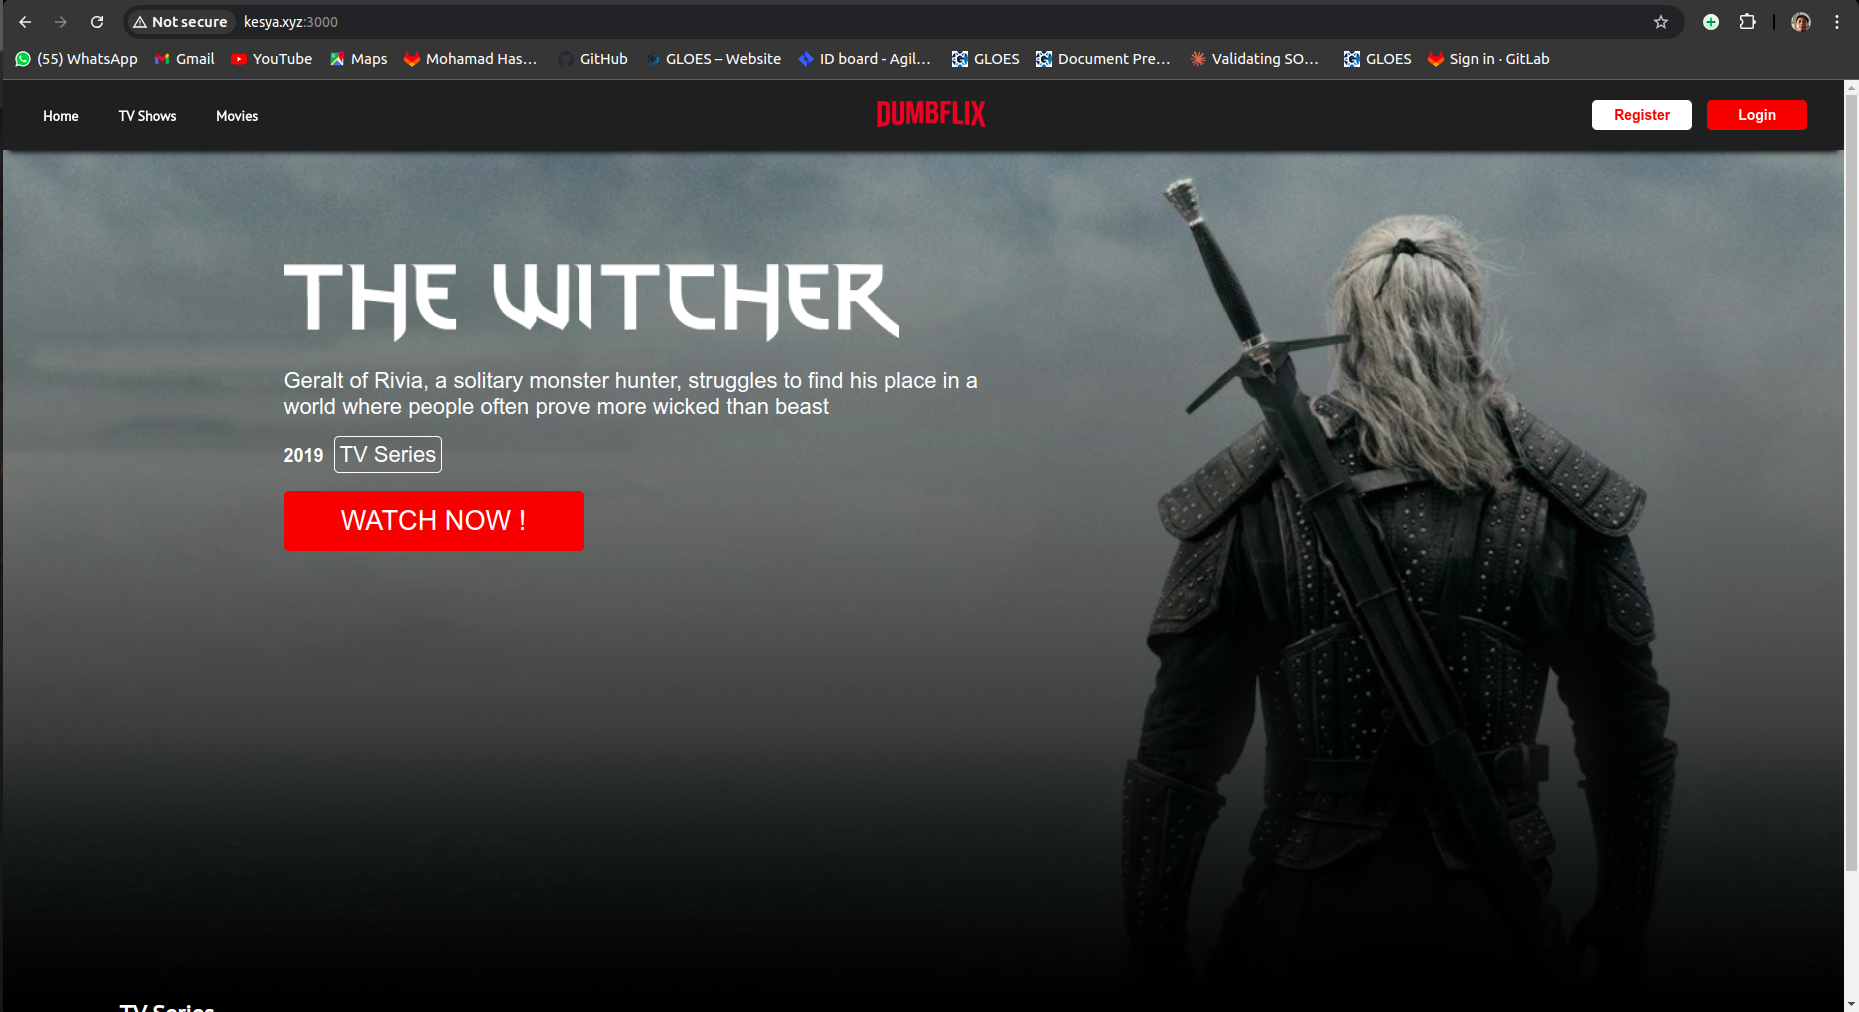 Not secure kesya.xyz:3000
(55) WhatsApp Gmail YouTube Maps Mohamad Has... GitHub GLOES – Website ID board - Agil... GLOES Document Pre... Validating SO... GLOES Sign in · GitLab
Home TV Shows Movies DUMBFLIX Register Login
THE WITCHER
Geralt of Rivia, a solitary monster hunter, struggles to find his place in a
world where people often prove more wicked than beast
2019 TV Series
WATCH NOW !
TV Series